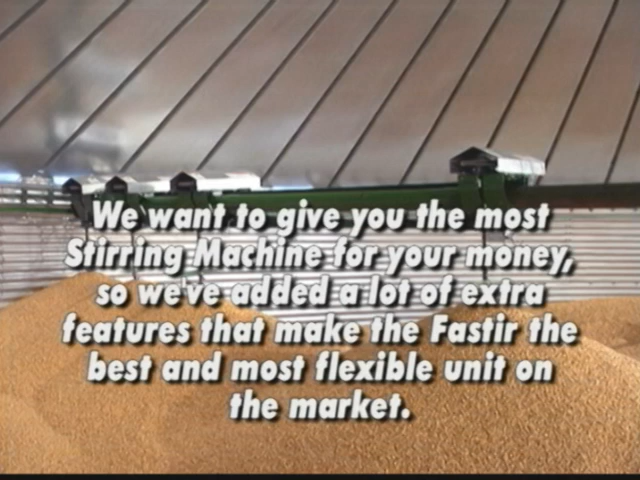 We want to give you the most
Stirring Machine for your money,
so we've added a lot of extra
features that make the Fastir the
best and most flexible unit on
the market.